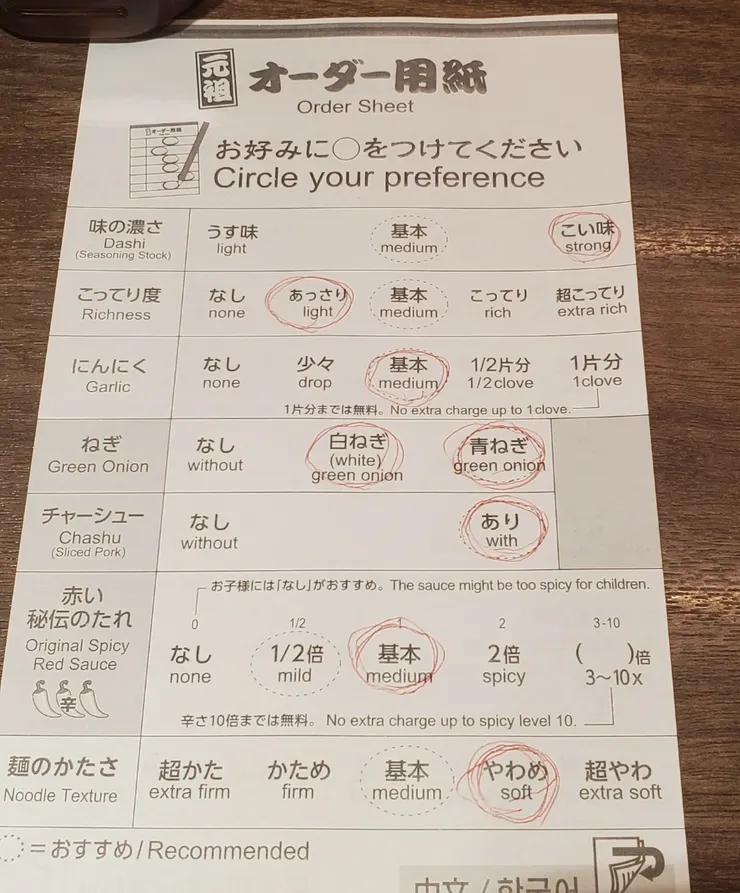 元祖 オーダー用紙
Order Sheet
オーダー用紙
お好みに○をつけてください
Circle your preference
味の濃さ
Dashi
(Seasoning Stock)
うす味
light
基本
medium
こい味
strong
こってり度
Richness
なし
none
あっさり
light
基本
medium
こってり
rich
超こってり
extra rich
にんにく
Garlic
なし
none
少々
drop
基本
medium
1/2片分
1/2clove
1片分
1clove
1片分までは無料。No extra charge up to 1clove.
ねぎ
Green Onion
なし
without
白ねぎ
(white)
green onion
青ねぎ
green onion
チャーシュー
Chashu
(Sliced Pork)
なし
without
あり
with
赤い
秘伝のたれ
Original Spicy
Red Sauce
辛
お子様には「なし」がおすすめ。The sauce might be too spicy for children.
0
なし
none
1/2
1/2倍
mild
1
基本
medium
2
2倍
spicy
3-10
( )倍
3～10x
辛さ10倍までは無料。No extra charge up to spicy level 10.
麺のかたさ
Noodle Texture
超かた
extra firm
かため
firm
基本
medium
やわめ
soft
超やわ
extra soft
=おすすめ/Recommended
中文 / 한국어